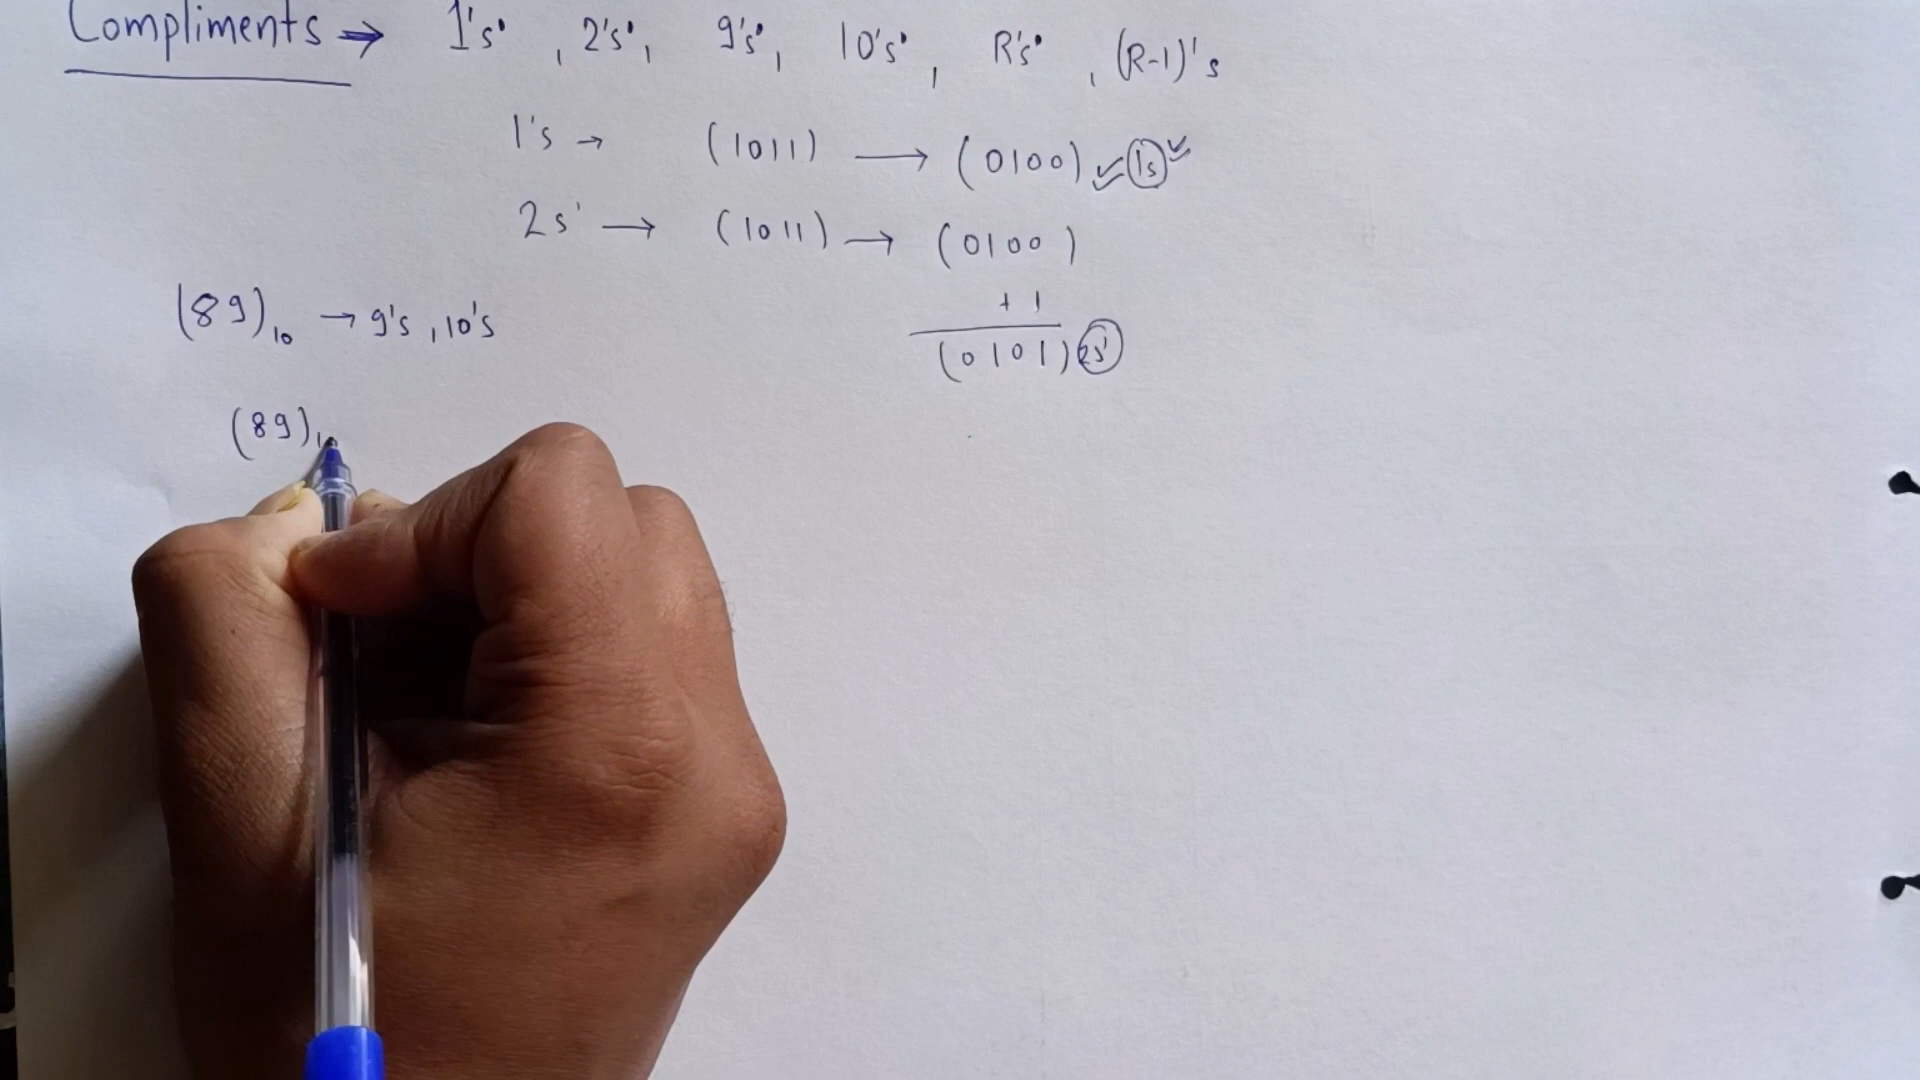 Compliments → 1's , 2's, 9's, 10's, R's , (R-1)'s
1's → (1011) → (0100) 1s
2s' → (1011) → (0100)
+ 1
(0101) 2s'
(89)10 → 9's , 10's
(89)10